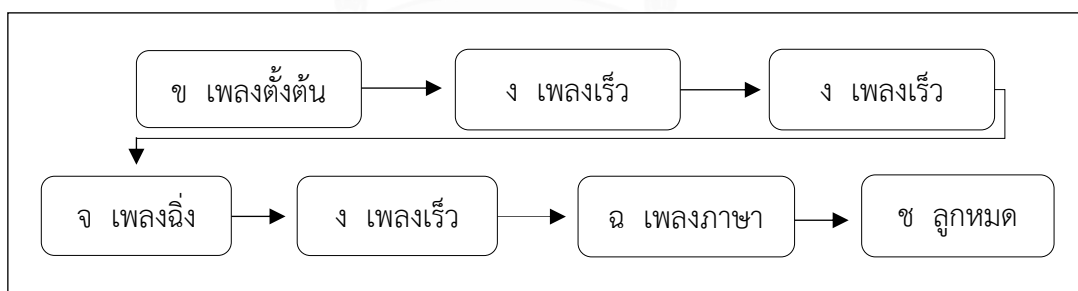 ข เพลงตั้งต้น
ง เพลงเร็ว
ง เพลงเร็ว
จ เพลงฉิ่ง
ง เพลงเร็ว
ฉ เพลงภาษา
ช ลูกหมด